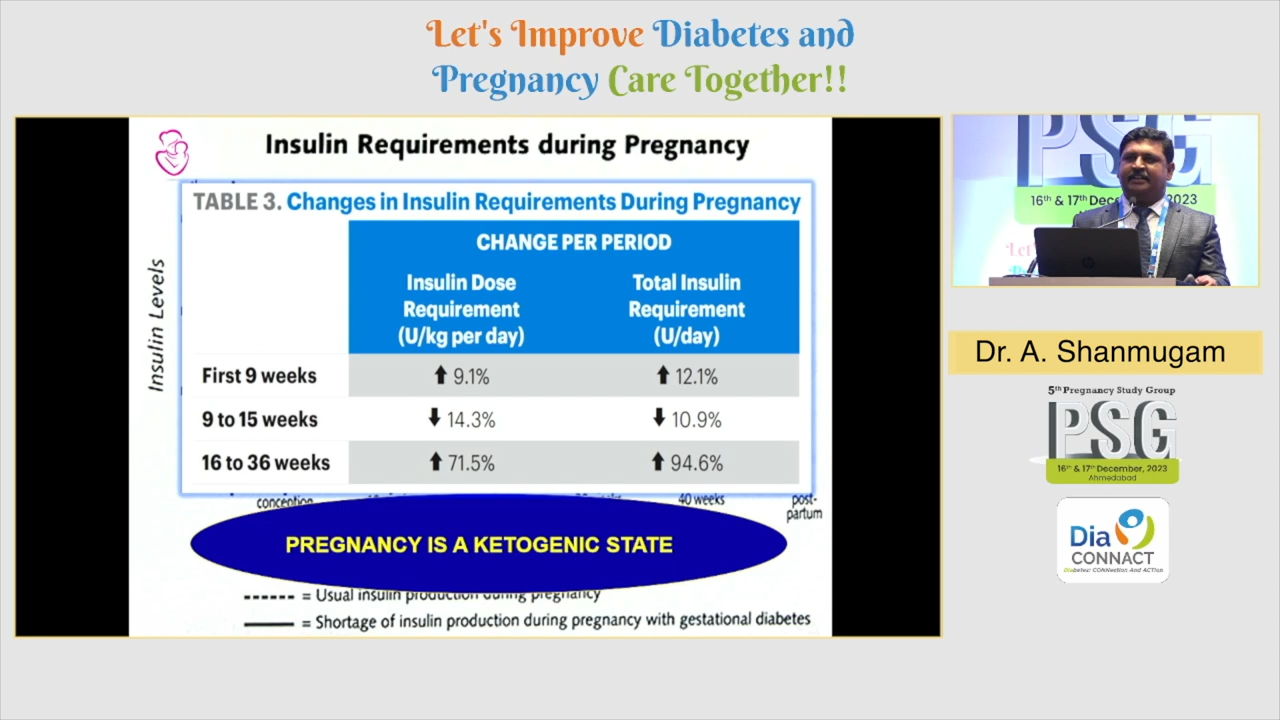 Let's Improve Diabetes and
Pregnancy Care Together!!
Insulin Requirements during Pregnancy
TABLE 3. Changes in Insulin Requirements During Pregnancy
CHANGE PER PERIOD
Insulin Dose Requirement (U/kg per day)
Total Insulin Requirement (U/day)
First 9 weeks ↑ 9.1% ↑ 12.1%
9 to 15 weeks ↓ 14.3% ↓ 10.9%
16 to 36 weeks ↑ 71.5% ↑ 94.6%
Insulin Levels
conception 40 weeks post-
partum
PREGNANCY IS A KETOGENIC STATE
= Usual insulin production during pregnancy
= Shortage of insulin production during pregnancy with gestational diabetes
PSG
16th & 17th Dec 2023
Dr. A. Shanmugam
5th Pregnancy Study Group
PSG
16th & 17th December, 2023
Ahmedabad
Dia
CONNACT
Diabetes: CONNection And ACTion